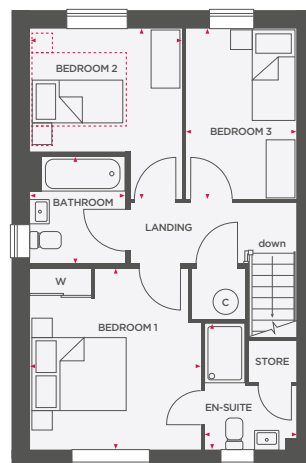 BEDROOM 2
BEDROOM 3
BATHROOM
LANDING
down
W
C
BEDROOM 1
STORE
EN-SUITE